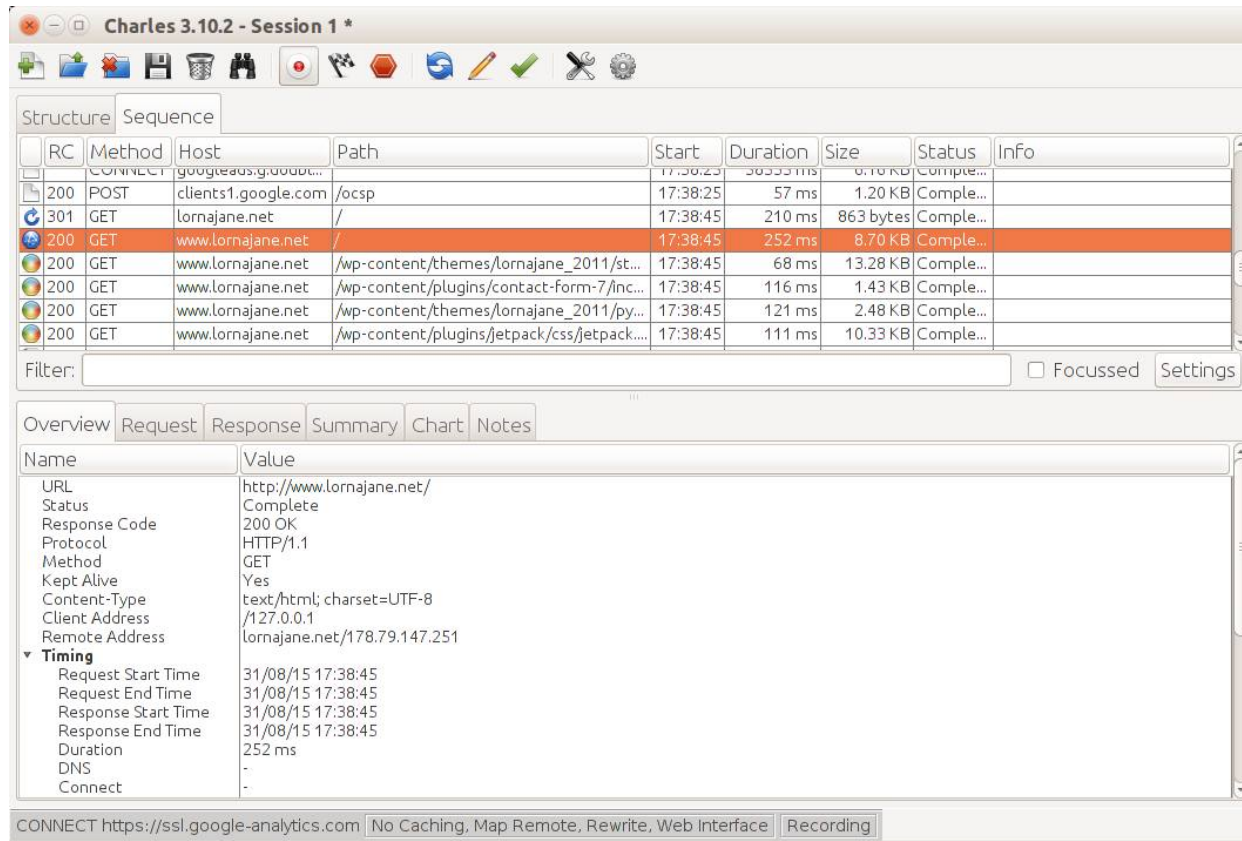 Charles 3.10.2 - Session 1 *
Structure Sequence
RC Method Host Path Start Duration Size Status Info
CONNECT googleads.g.doubl... 17:38:25 6.16 KB Comple...
200 POST clients1.google.com /ocsp 17:38:25 57 ms 1.20 KB Comple...
301 GET lornajane.net / 17:38:45 210 ms 863 bytes Comple...
200 GET www.lornajane.net / 17:38:45 252 ms 8.70 KB Comple...
200 GET www.lornajane.net /wp-content/themes/lornajane_2011/st... 17:38:45 68 ms 13.28 KB Comple...
200 GET www.lornajane.net /wp-content/plugins/contact-form-7/inc... 17:38:45 116 ms 1.43 KB Comple...
200 GET www.lornajane.net /wp-content/themes/lornajane_2011/py... 17:38:45 121 ms 2.48 KB Comple...
200 GET www.lornajane.net /wp-content/plugins/jetpack/css/jetpack.... 17:38:45 111 ms 10.33 KB Comple...
Filter: Focussed Settings
Overview Request Response Summary Chart Notes
Name Value
URL http://www.lornajane.net/
Status Complete
Response Code 200 OK
Protocol HTTP/1.1
Method GET
Kept Alive Yes
Content-Type text/html; charset=UTF-8
Client Address /127.0.0.1
Remote Address lornajane.net/178.79.147.251
Timing
Request Start Time 31/08/15 17:38:45
Request End Time 31/08/15 17:38:45
Response Start Time 31/08/15 17:38:45
Response End Time 31/08/15 17:38:45
Duration 252 ms
DNS -
Connect -
CONNECT https://ssl.google-analytics.com No Caching, Map Remote, Rewrite, Web Interface Recording